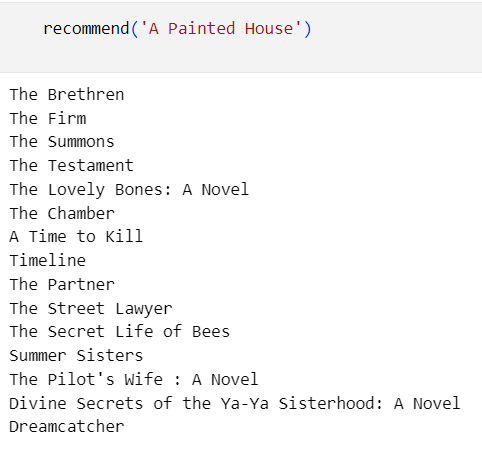 recommend('A Painted House')
The Brethren
The Firm
The Summons
The Testament
The Lovely Bones: A Novel
The Chamber
A Time to Kill
Timeline
The Partner
The Street Lawyer
The Secret Life of Bees
Summer Sisters
The Pilot's Wife : A Novel
Divine Secrets of the Ya-Ya Sisterhood: A Novel
Dreamcatcher